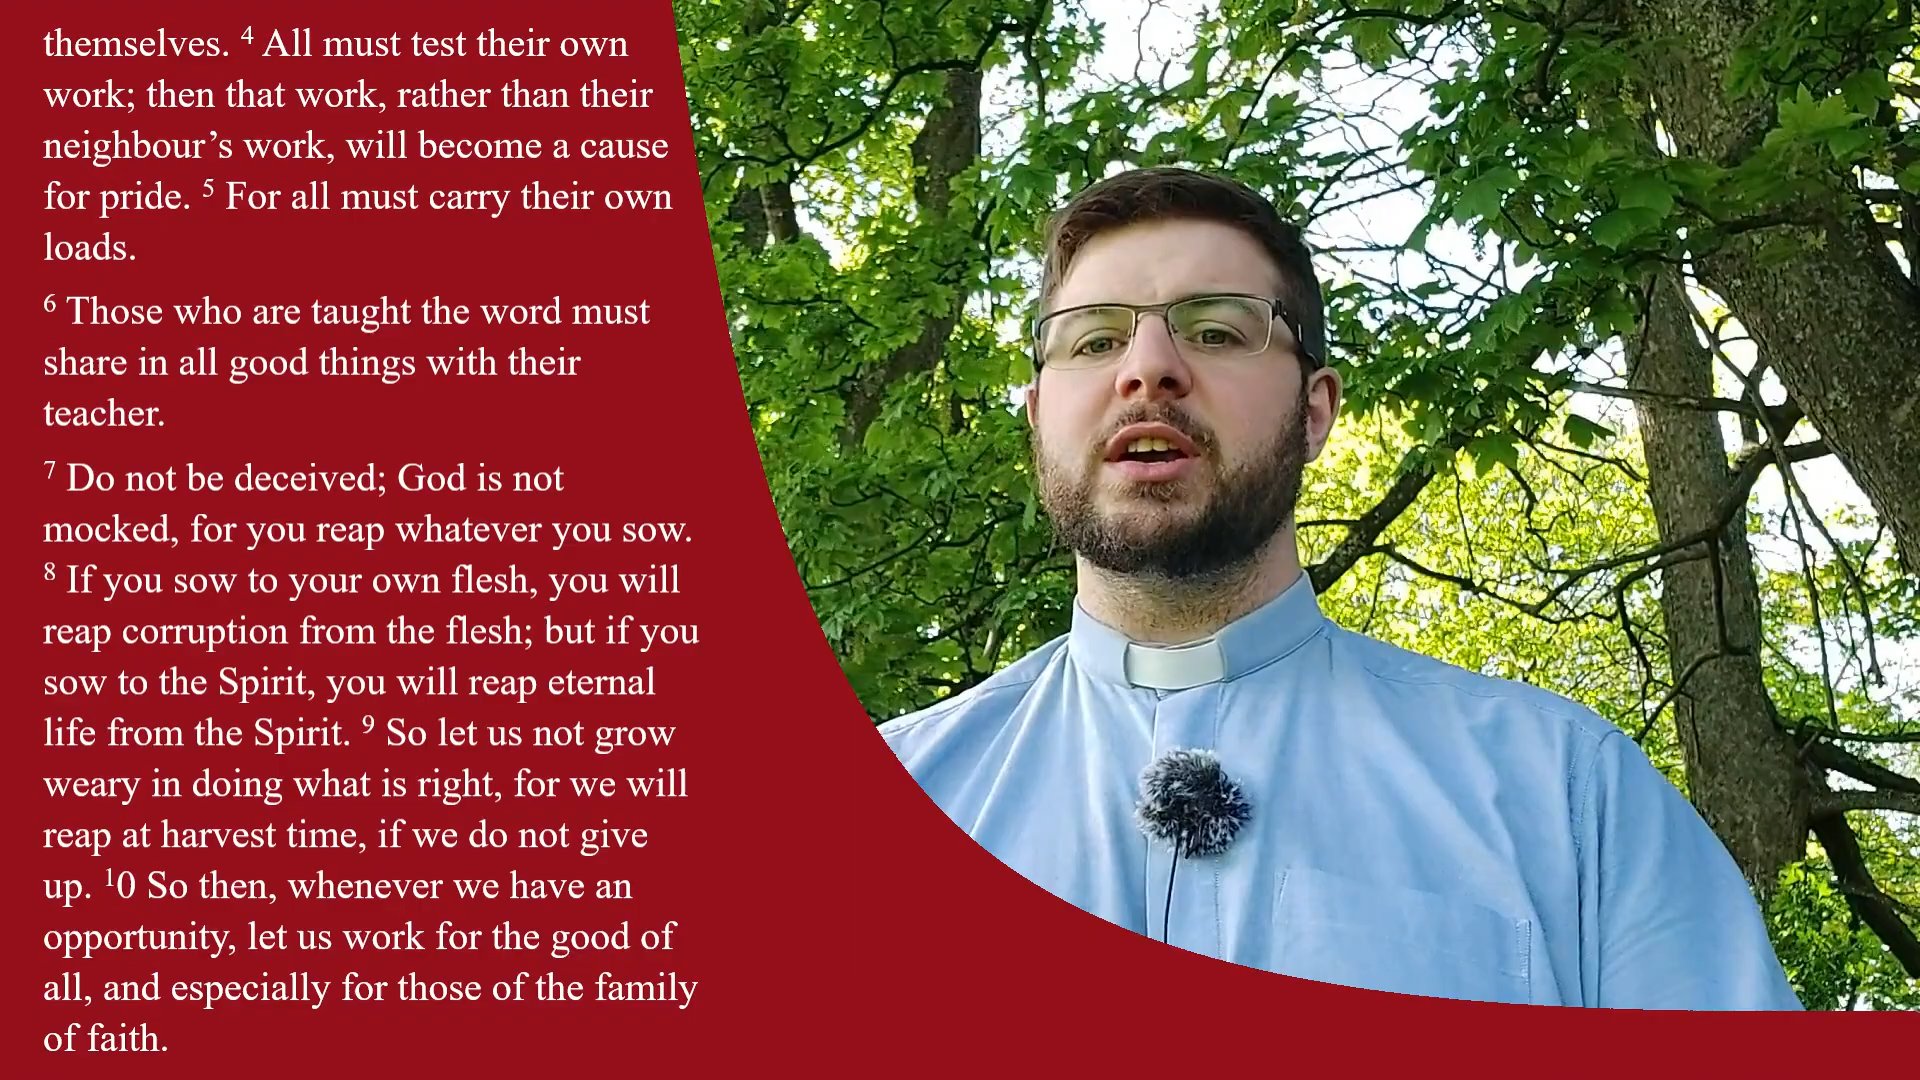 themselves. ⁴ All must test their own
work; then that work, rather than their
neighbour’s work, will become a cause
for pride. ⁵ For all must carry their own
loads.
⁶ Those who are taught the word must
share in all good things with their
teacher.
⁷ Do not be deceived; God is not
mocked, for you reap whatever you sow.
⁸ If you sow to your own flesh, you will
reap corruption from the flesh; but if you
sow to the Spirit, you will reap eternal
life from the Spirit. ⁹ So let us not grow
weary in doing what is right, for we will
reap at harvest time, if we do not give
up. ¹0 So then, whenever we have an
opportunity, let us work for the good of
all, and especially for those of the family
of faith.